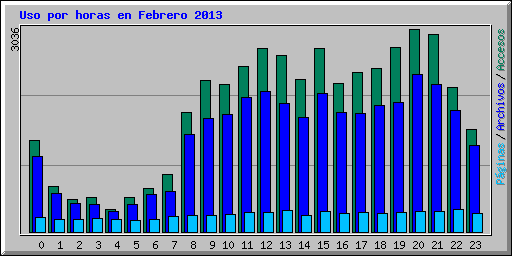 Uso por horas en Febrero 2013
3036
Páginas / Archivos / Accesos
0 1 2 3 4 5 6 7 8 9 10 11 12 13 14 15 16 17 18 19 20 21 22 23